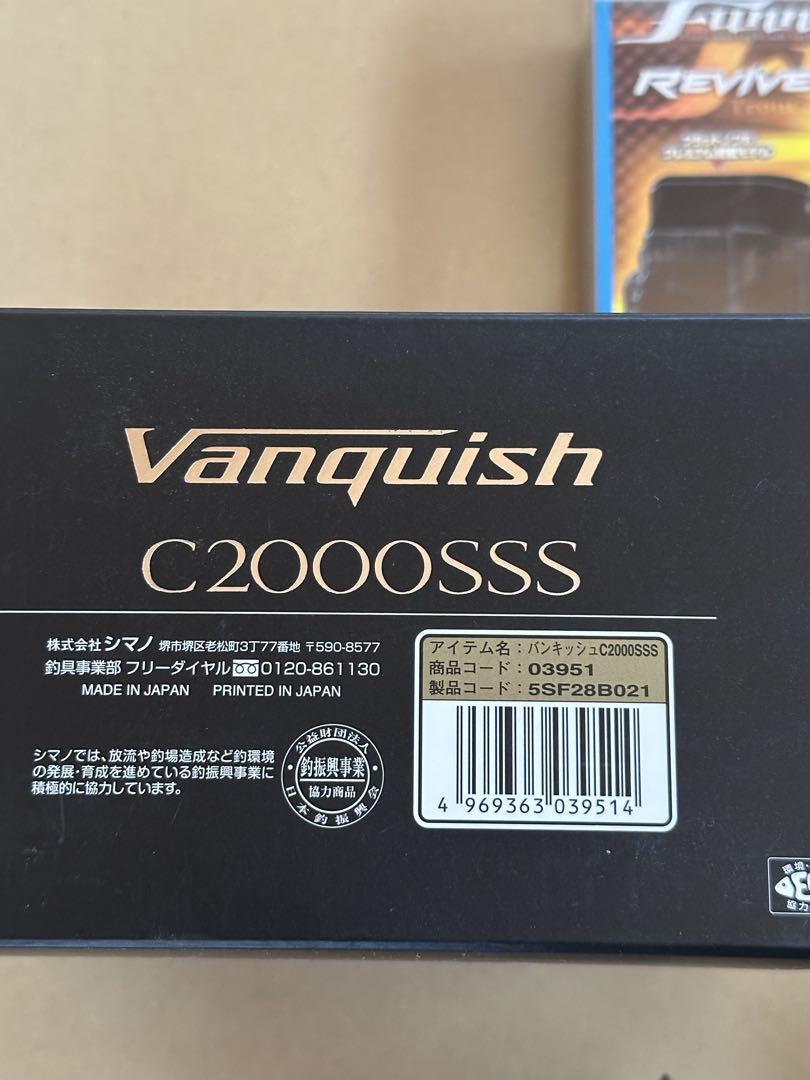 REVIVE
Vanquish
C2000SSS
株式会社 シマノ 堺市堺区老松町3丁77番地 〒590-8577
釣具事業部 フリーダイヤル 0120-861130
MADE IN JAPAN PRINTED IN JAPAN
シマノでは、放流や釣場造成など釣環境
の発展・育成を進めている釣振興事業に
積極的に協力しています。
公益財団法人
釣振興事業
協力商品
日本釣振興会
アイテム名：バンキッシュC2000SSS
商品コード：03951
製品コード：5SF28B021
4 969363 039514
環境・
協力